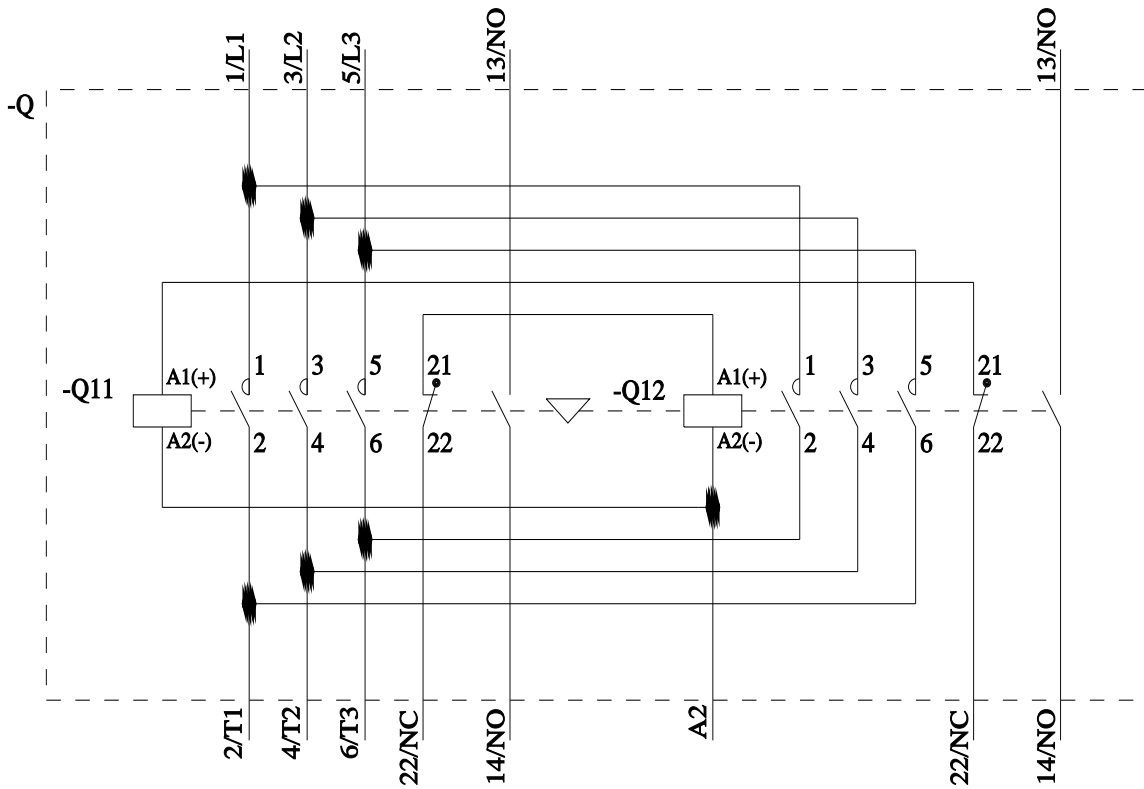 1/L1
3/L2
5/L3
13/NO
13/NO
-Q
1
3
5
21
1
3
5
21
-Q11
A1(+)
-Q12
A1(+)
A2(-)
2
4
6
22
A2(-)
2
4
6
22
2/T1
4/T2
6/T3
22/NC
14/NO
A2
22/NC
14/NO